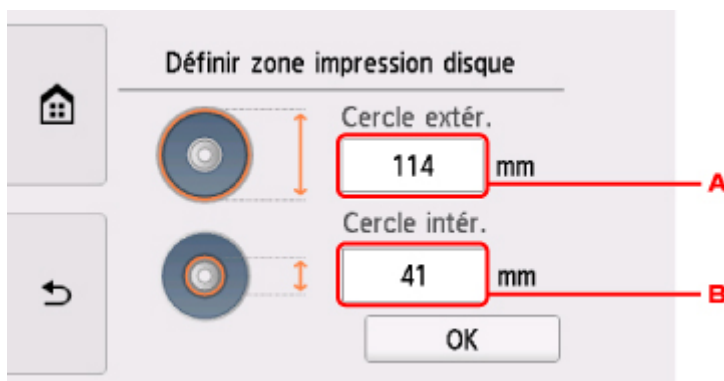 Définir zone impression disque
Cercle extér.
114 mm
A
Cercle intér.
41 mm
B
OK